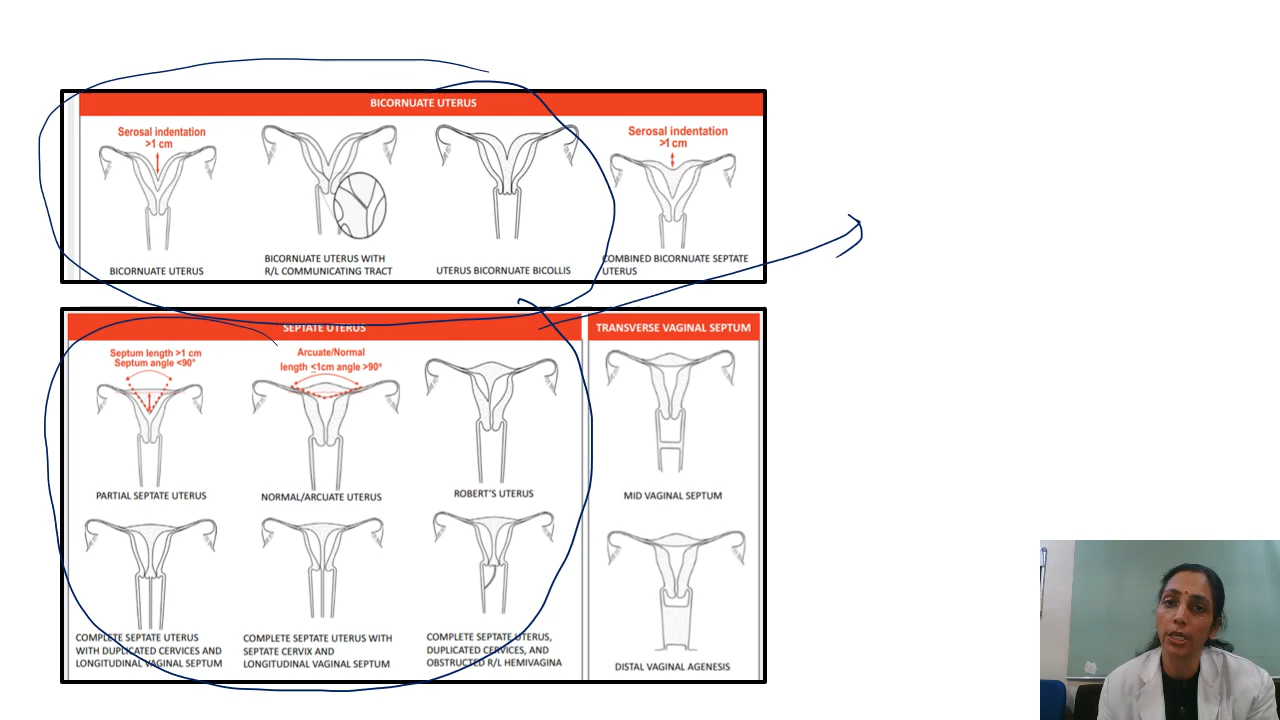 BICORNUATE UTERUS
Serosal indentation
>1 cm
Serosal indentation
>1 cm
BICORNUATE UTERUS
BICORNUATE UTERUS WITH
R/L COMMUNICATING TRACT
UTERUS BICORNUATE BICOLLIS
COMBINED BICORNUATE SEPTATE
UTERUS
SEPTATE UTERUS
TRANSVERSE VAGINAL SEPTUM
Septum length >1 cm
Septum angle <90°
Arcuate/Normal
length ≤1cm angle >90°
PARTIAL SEPTATE UTERUS
NORMAL/ARCUATE UTERUS
ROBERT'S UTERUS
MID VAGINAL SEPTUM
COMPLETE SEPTATE UTERUS
WITH DUPLICATED CERVICES AND
LONGITUDINAL VAGINAL SEPTUM
COMPLETE SEPTATE UTERUS WITH
SEPTATE CERVIX AND
LONGITUDINAL VAGINAL SEPTUM
COMPLETE SEPTATE UTERUS,
DUPLICATED CERVICES, AND
OBSTRUCTED R/L HEMIVAGINA
DISTAL VAGINAL AGENESIS